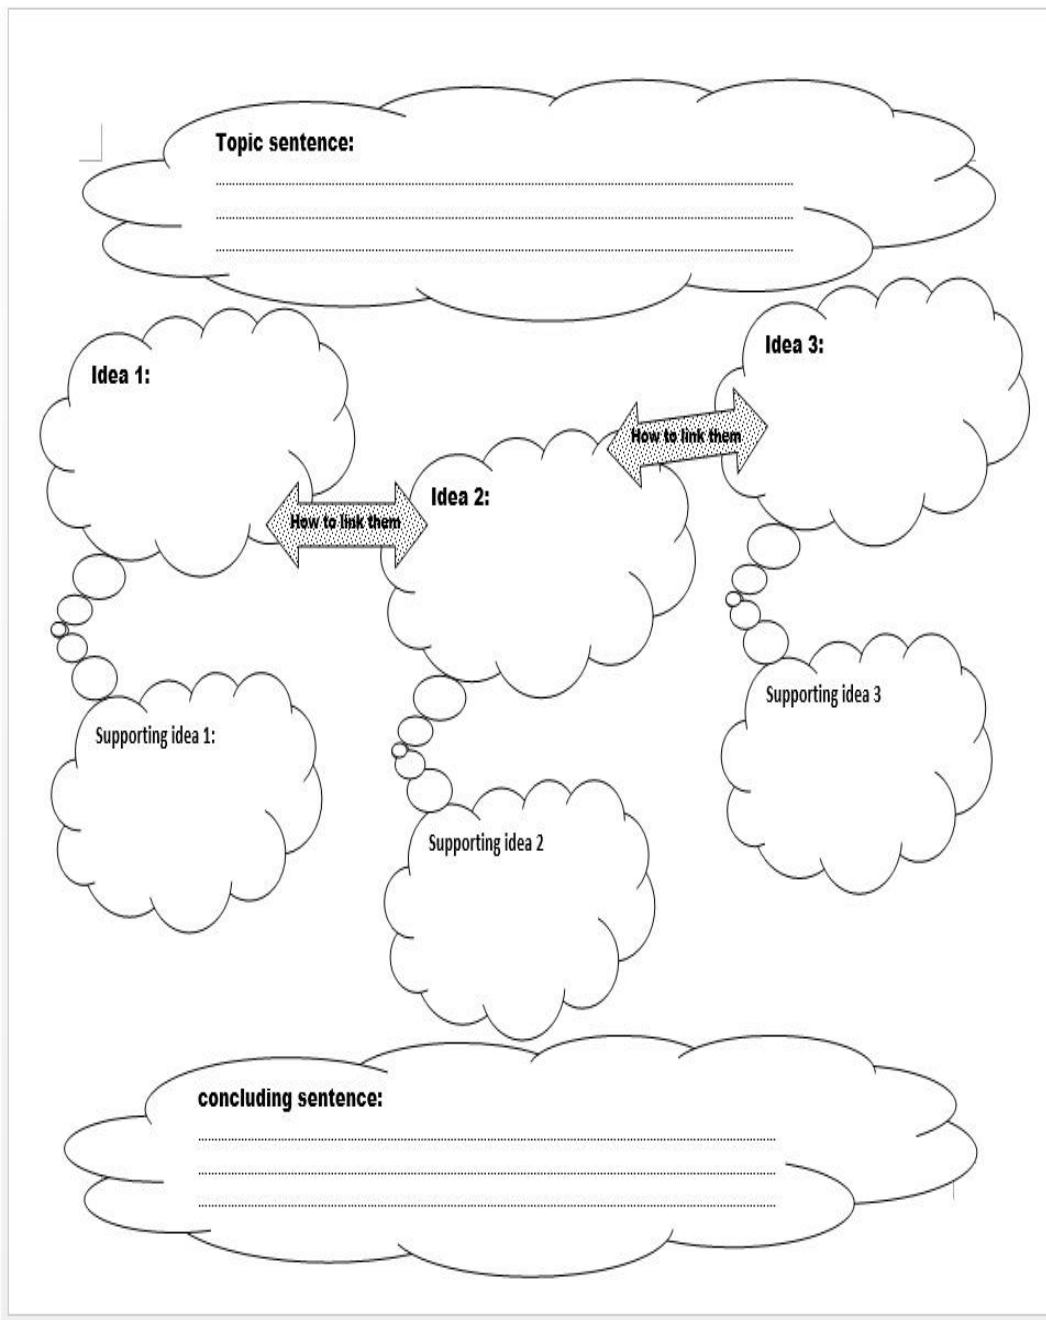 Topic sentence:
Idea 1:
How to link them
Idea 2:
How to link them
Idea 3:
Supporting idea 1:
Supporting idea 2
Supporting idea 3
concluding sentence: